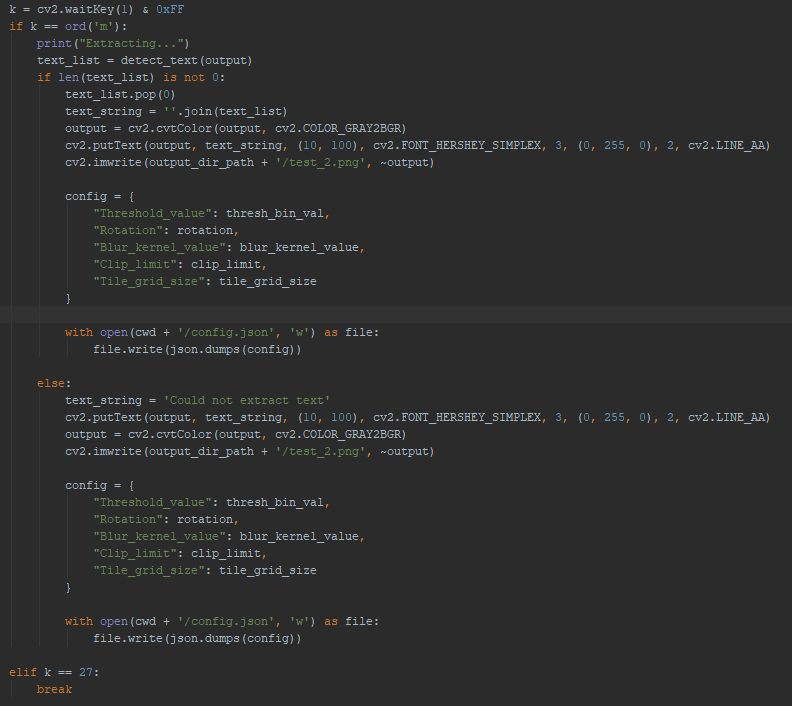 k = cv2.waitKey(1) & 0xFF
if k == ord('m'):
    print("Extracting...")
    text_list = detect_text(output)
    if len(text_list) is not 0:
        text_list.pop(0)
        text_string = ''.join(text_list)
        output = cv2.cvtColor(output, cv2.COLOR_GRAY2BGR)
        cv2.putText(output, text_string, (10, 100), cv2.FONT_HERSHEY_SIMPLEX, 3, (0, 255, 0), 2, cv2.LINE_AA)
        cv2.imwrite(output_dir_path + '/test_2.png', ~output)

        config = {
            "Threshold_value": thresh_bin_val,
            "Rotation": rotation,
            "Blur_kernel_value": blur_kernel_value,
            "Clip_limit": clip_limit,
            "Tile_grid_size": tile_grid_size
        }

        with open(cwd + '/config.json', 'w') as file:
            file.write(json.dumps(config))

    else:
        text_string = 'Could not extract text'
        cv2.putText(output, text_string, (10, 100), cv2.FONT_HERSHEY_SIMPLEX, 3, (0, 255, 0), 2, cv2.LINE_AA)
        output = cv2.cvtColor(output, cv2.COLOR_GRAY2BGR)
        cv2.imwrite(output_dir_path + '/test_2.png', ~output)

        config = {
            "Threshold_value": thresh_bin_val,
            "Rotation": rotation,
            "Blur_kernel_value": blur_kernel_value,
            "Clip_limit": clip_limit,
            "Tile_grid_size": tile_grid_size
        }

        with open(cwd + '/config.json', 'w') as file:
            file.write(json.dumps(config))

elif k == 27:
    break